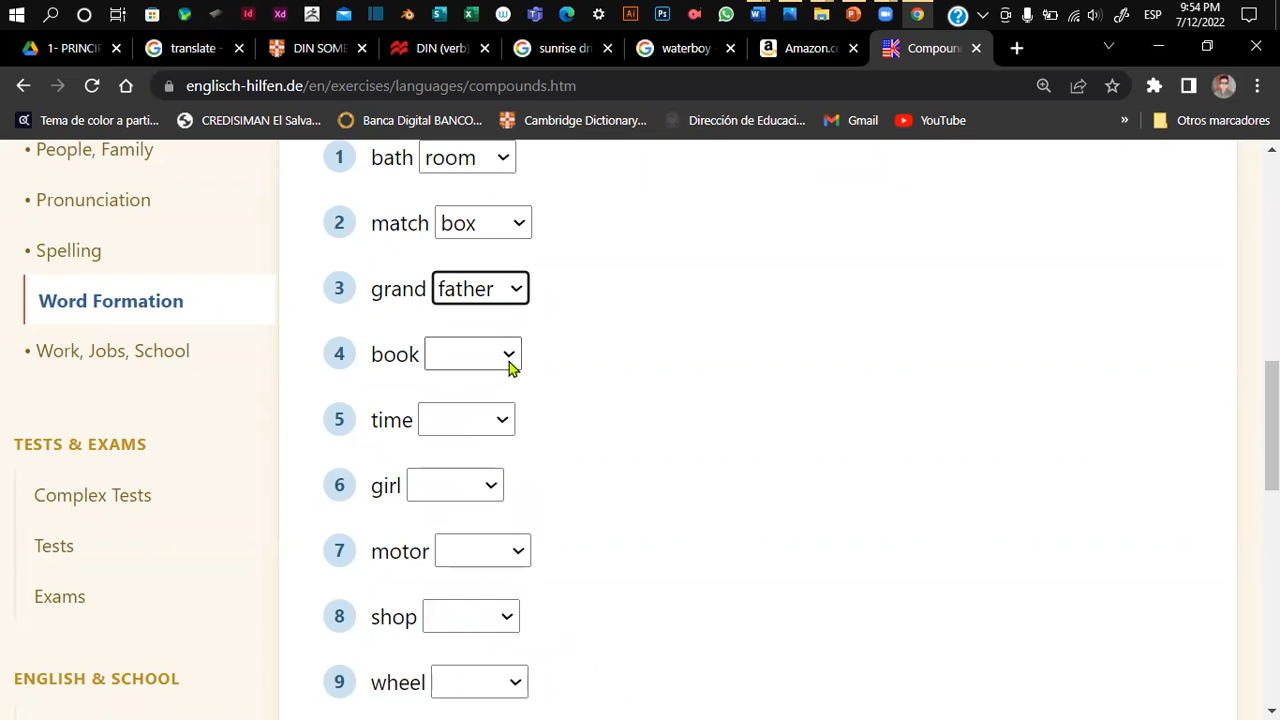 9:54 PM
ESP
7/12/2022
1- PRINCIP
translate -
DIN SOME
DIN (verb)
sunrise dri
waterboy
Amazon.co
Compoun
englisch-hilfen.de/en/exercises/languages/compounds.htm
Tema de color a parti...
CREDISIMAN El Salva...
Banca Digital BANCO...
Cambridge Dictionary...
Dirección de Educaci...
Gmail
YouTube
»
Otros marcadores
• People, Family
• Pronunciation
• Spelling
Word Formation
• Work, Jobs, School
TESTS & EXAMS
Complex Tests
Tests
Exams
ENGLISH & SCHOOL
1 bath room
2 match box
3 grand father
4 book
5 time
6 girl
7 motor
8 shop
9 wheel